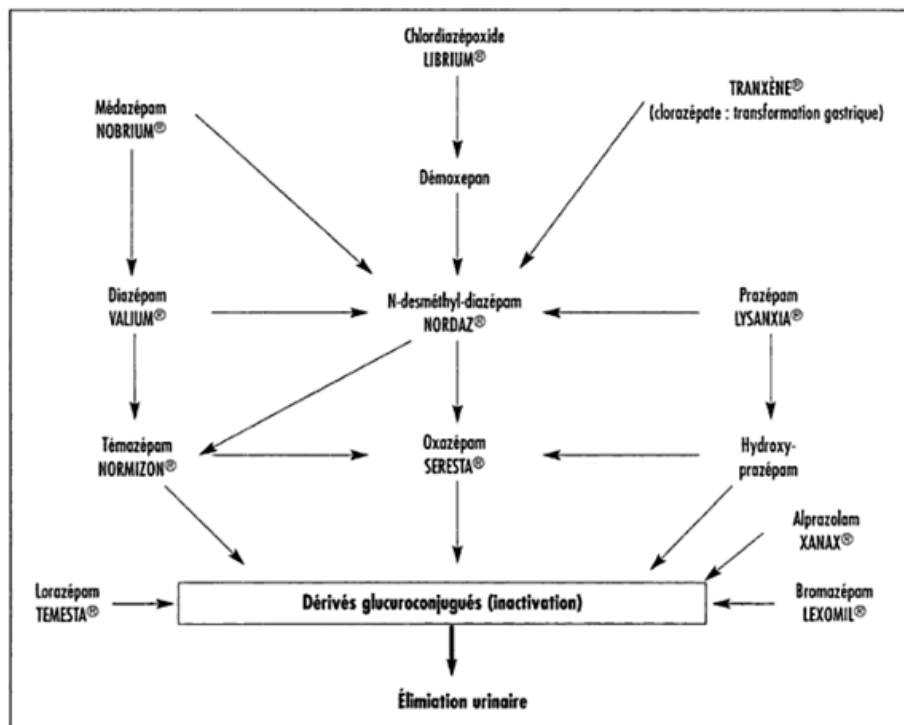 Chlordiazépoxide
LIBRIUM®
TRANXÈNE®
(clorazépate : transformation gastrique)
Médazépam
NOBRIUM®
Démoxepan
Diazépam
VALIUM®
N-desméthyl-diazépam
NORDAZ®
Prazépam
LYSANXIA®
Témazépam
NORMIZON®
Oxazépam
SERESTA®
Hydroxy-
prazépam
Alprazolam
XANAX®
Lorazépam
TEMESTA®
Dérivés glucuroconjugués (inactivation)
Bromazépam
LEXOMIL®
Élimiation urinaire